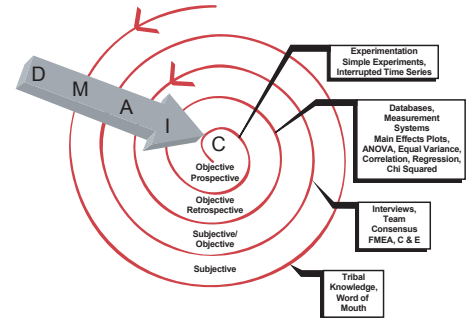 D
M
A
I
C
Objective
Prospective
Objective
Retrospective
Subjective/
Objective
Subjective
Experimentation
Simple Experiments,
Interrupted Time Series
Databases,
Measurement
Systems
Main Effects Plots,
ANOVA, Equal Variance,
Correlation, Regression,
Chi Squared
Interviews,
Team
Consensus
FMEA, C & E
Tribal
Knowledge,
Word of
Mouth